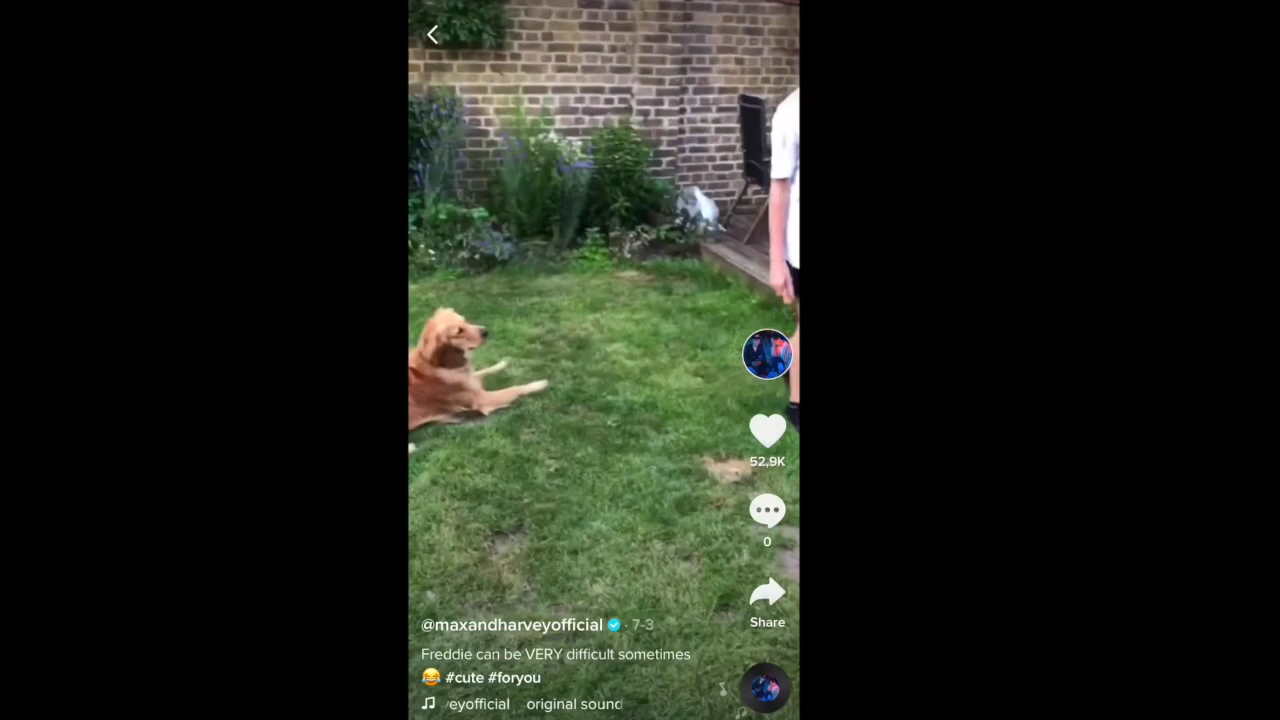 52,9K
0
Share
@maxandharveyofficial · 7-3
Freddie can be VERY difficult sometimes
😂 #cute #foryou
eyofficial original sound